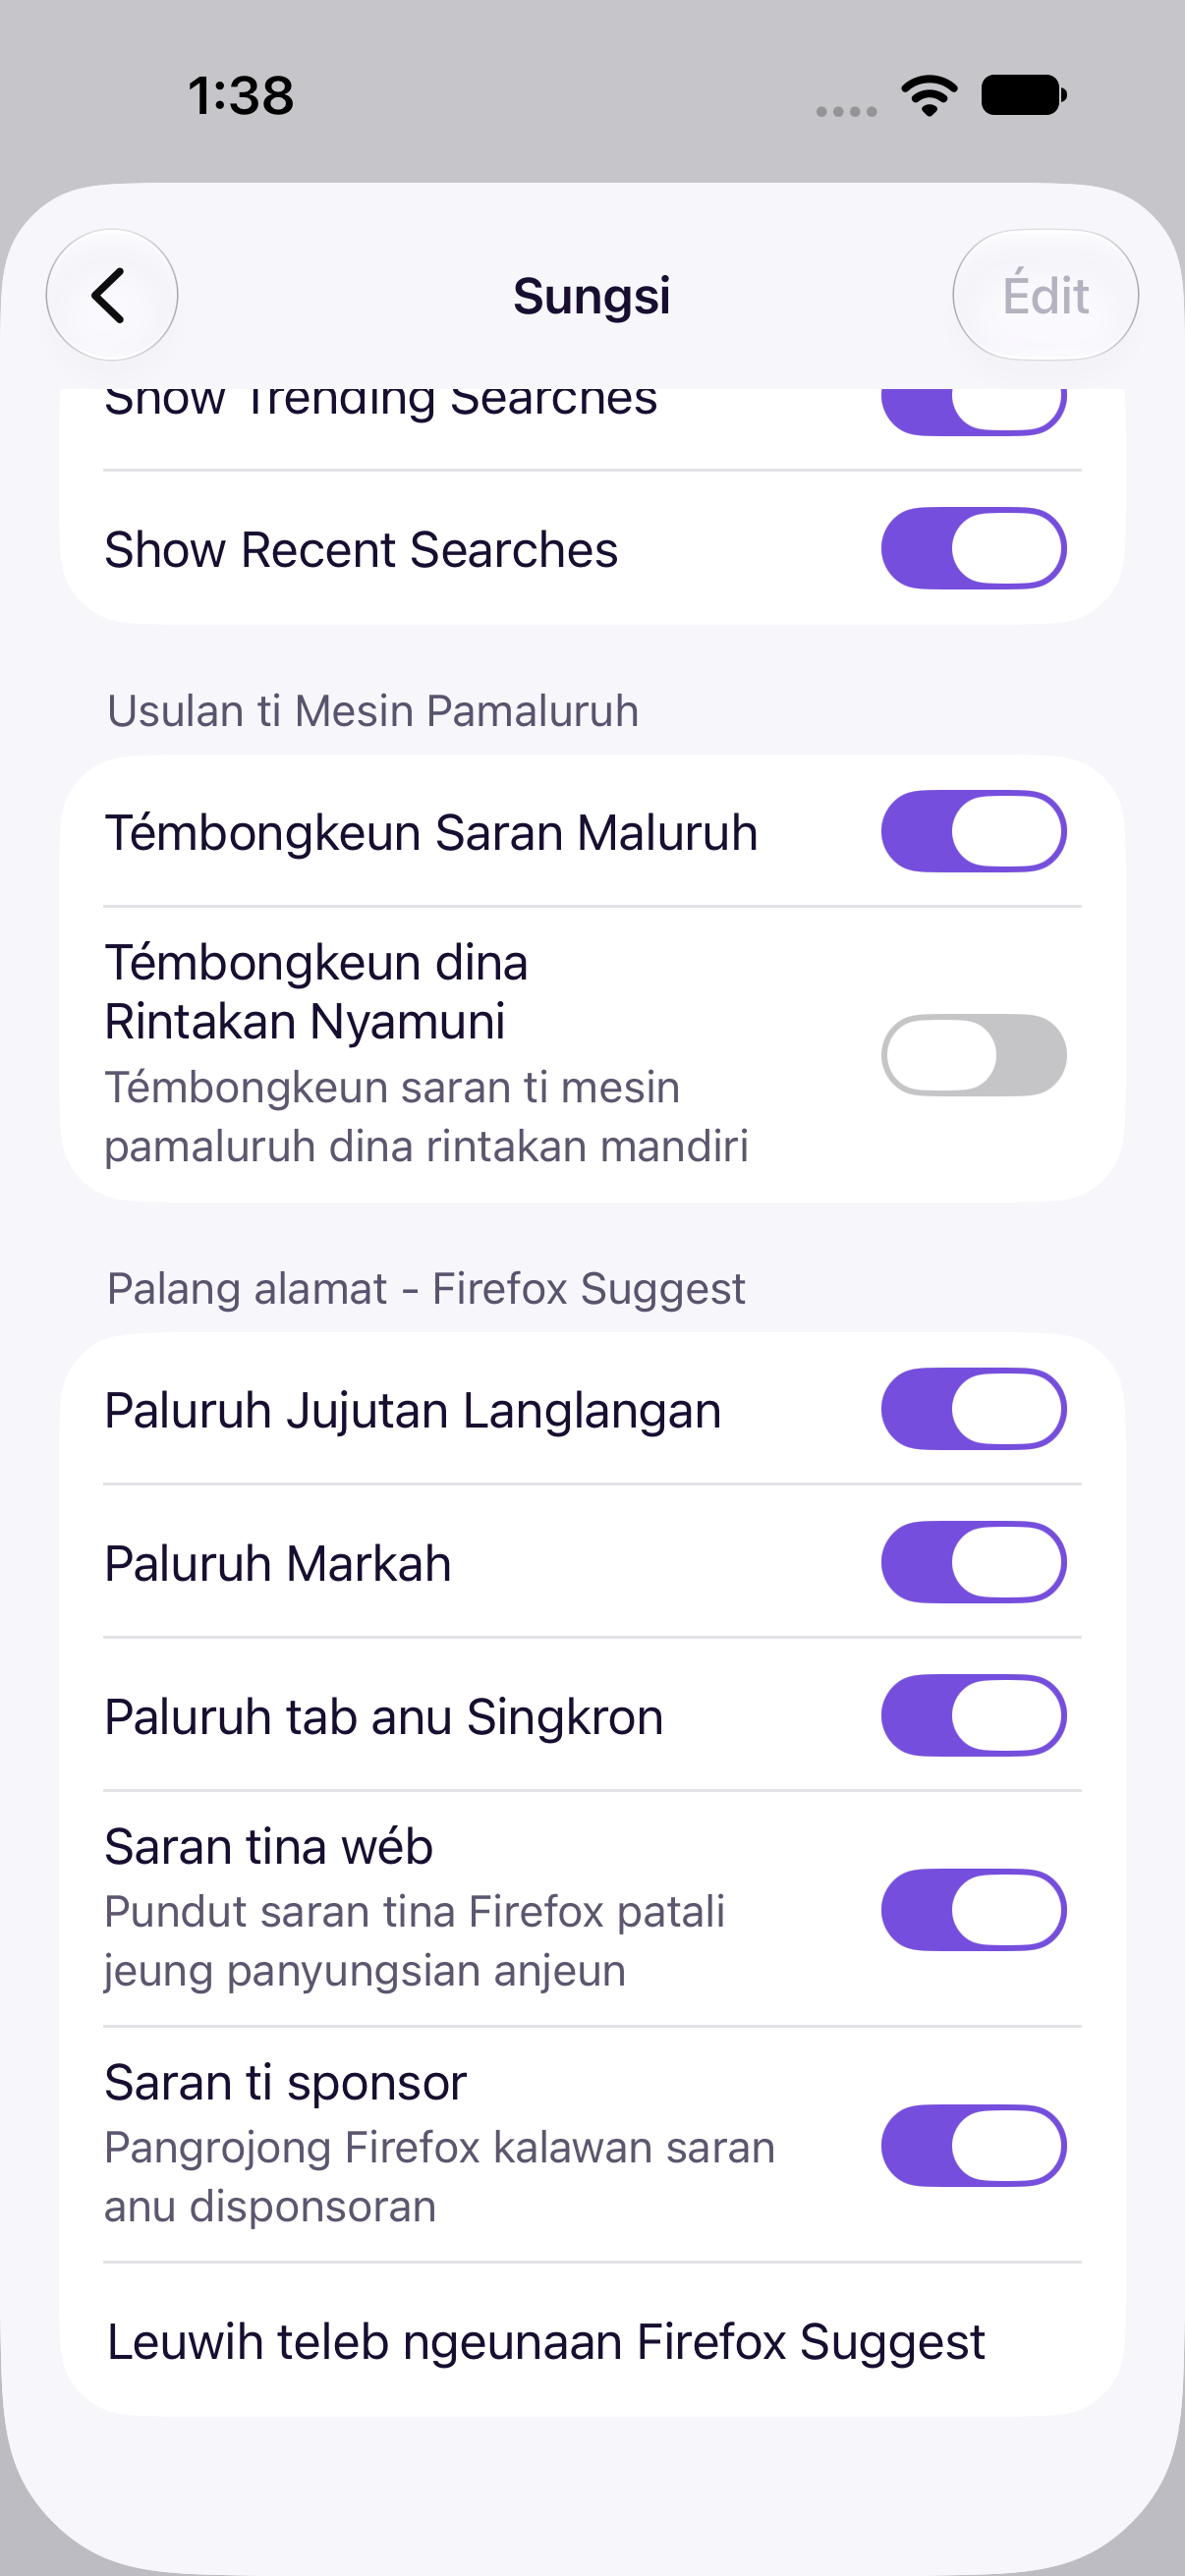 1:38
Sungsi
Édit
Show Trending Searches
Show Recent Searches
Usulan ti Mesin Pamaluruh
Témbongkeun Saran Maluruh
Témbongkeun dina
Rintakan Nyamuni
Témbongkeun saran ti mesin
pamaluruh dina rintakan mandiri
Palang alamat - Firefox Suggest
Paluruh Jujutan Langlangan
Paluruh Markah
Paluruh tab anu Singkron
Saran tina wéb
Pundut saran tina Firefox patali
jeung panyungsian anjeun
Saran ti sponsor
Pangrojong Firefox kalawan saran
anu disponsoran
Leuwih teleb ngeunaan Firefox Suggest